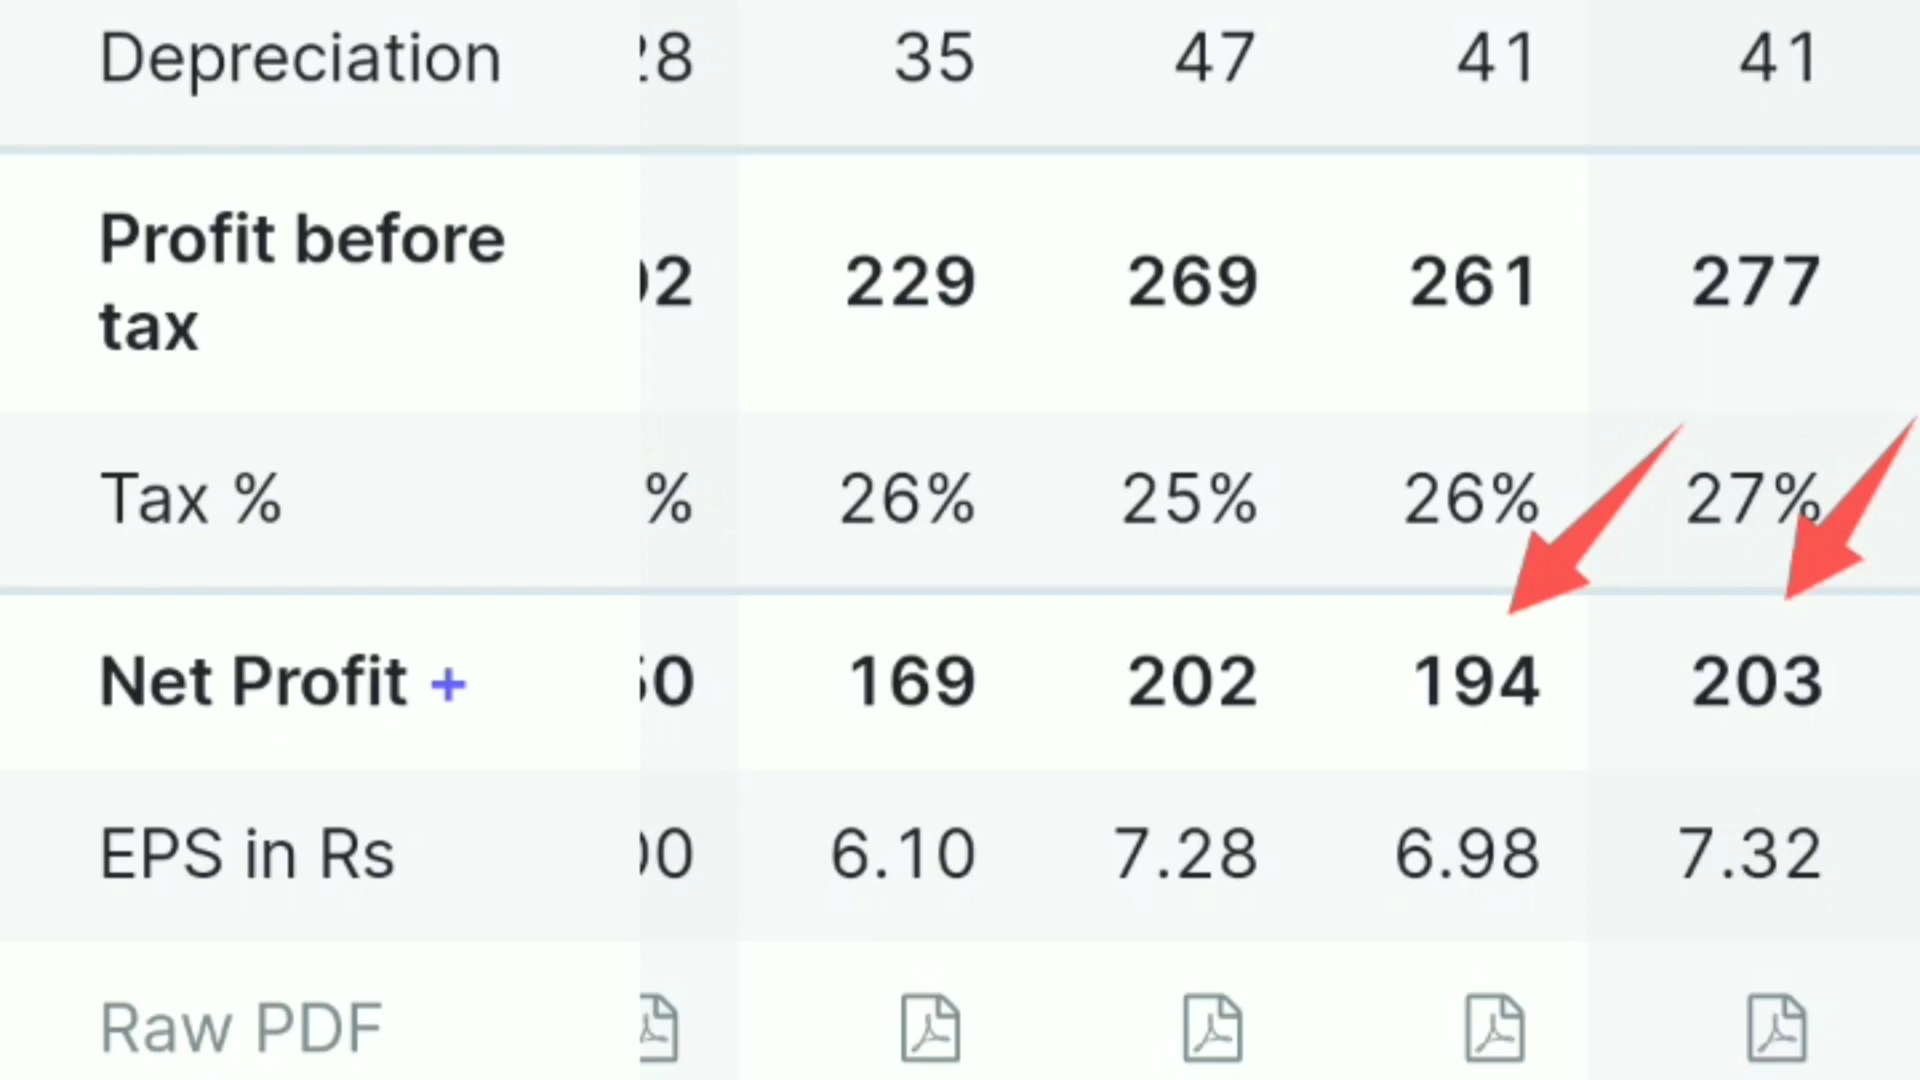 Depreciation 28 35 47 41 41
Profit before
tax
229 269 261 277
Tax % % 26% 25% 26% 27%
Net Profit + 169 202 194 203
EPS in Rs 6.10 7.28 6.98 7.32
Raw PDF